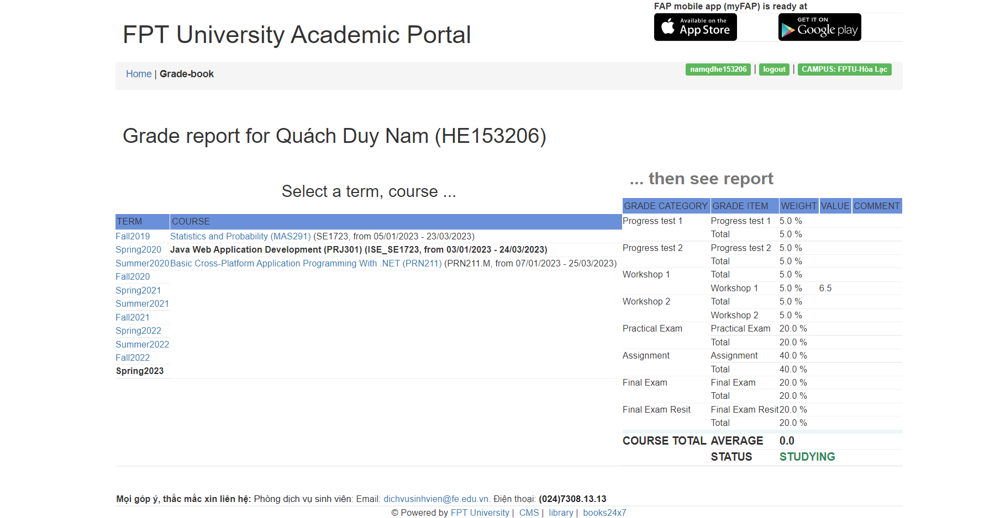 FAP mobile app (myFAP) is ready at
FPT University Academic Portal
Available on the
App Store
GET IT ON
Google play
Home | Grade-book
namqdhe153206 | logout | CAMPUS: FPTU-Hòa Lạc
Grade report for Quách Duy Nam (HE153206)
Select a term, course ...
TERM COURSE
Fall2019 Statistics and Probability (MAS291) (SE1723, from 05/01/2023 - 23/03/2023)
Spring2020 Java Web Application Development (PRJ301) (ISE_SE1723, from 03/01/2023 - 24/03/2023)
Summer2020 Basic Cross-Platform Application Programming With .NET (PRN211) (PRN211.M, from 07/01/2023 - 25/03/2023)
Fall2020
Spring2021
Summer2021
Fall2021
Spring2022
Summer2022
Fall2022
Spring2023
... then see report
GRADE CATEGORY GRADE ITEM WEIGHT VALUE COMMENT
Progress test 1 Progress test 1 5.0 %
Total 5.0 %
Progress test 2 Progress test 2 5.0 %
Total 5.0 %
Workshop 1 Total 5.0 %
Workshop 1 5.0 % 6.5
Workshop 2 Total 5.0 %
Workshop 2 5.0 %
Practical Exam Practical Exam 20.0 %
Total 20.0 %
Assignment Assignment 40.0 %
Total 40.0 %
Final Exam Final Exam 20.0 %
Total 20.0 %
Final Exam Resit Final Exam Resit 20.0 %
Total 20.0 %
COURSE TOTAL AVERAGE 0.0
STATUS STUDYING
Mọi góp ý, thắc mắc xin liên hệ: Phòng dịch vụ sinh viên: Email: dichvusinhvien@fe.edu.vn. Điện thoại: (024)7308.13.13
© Powered by FPT University | CMS | library | books24x7